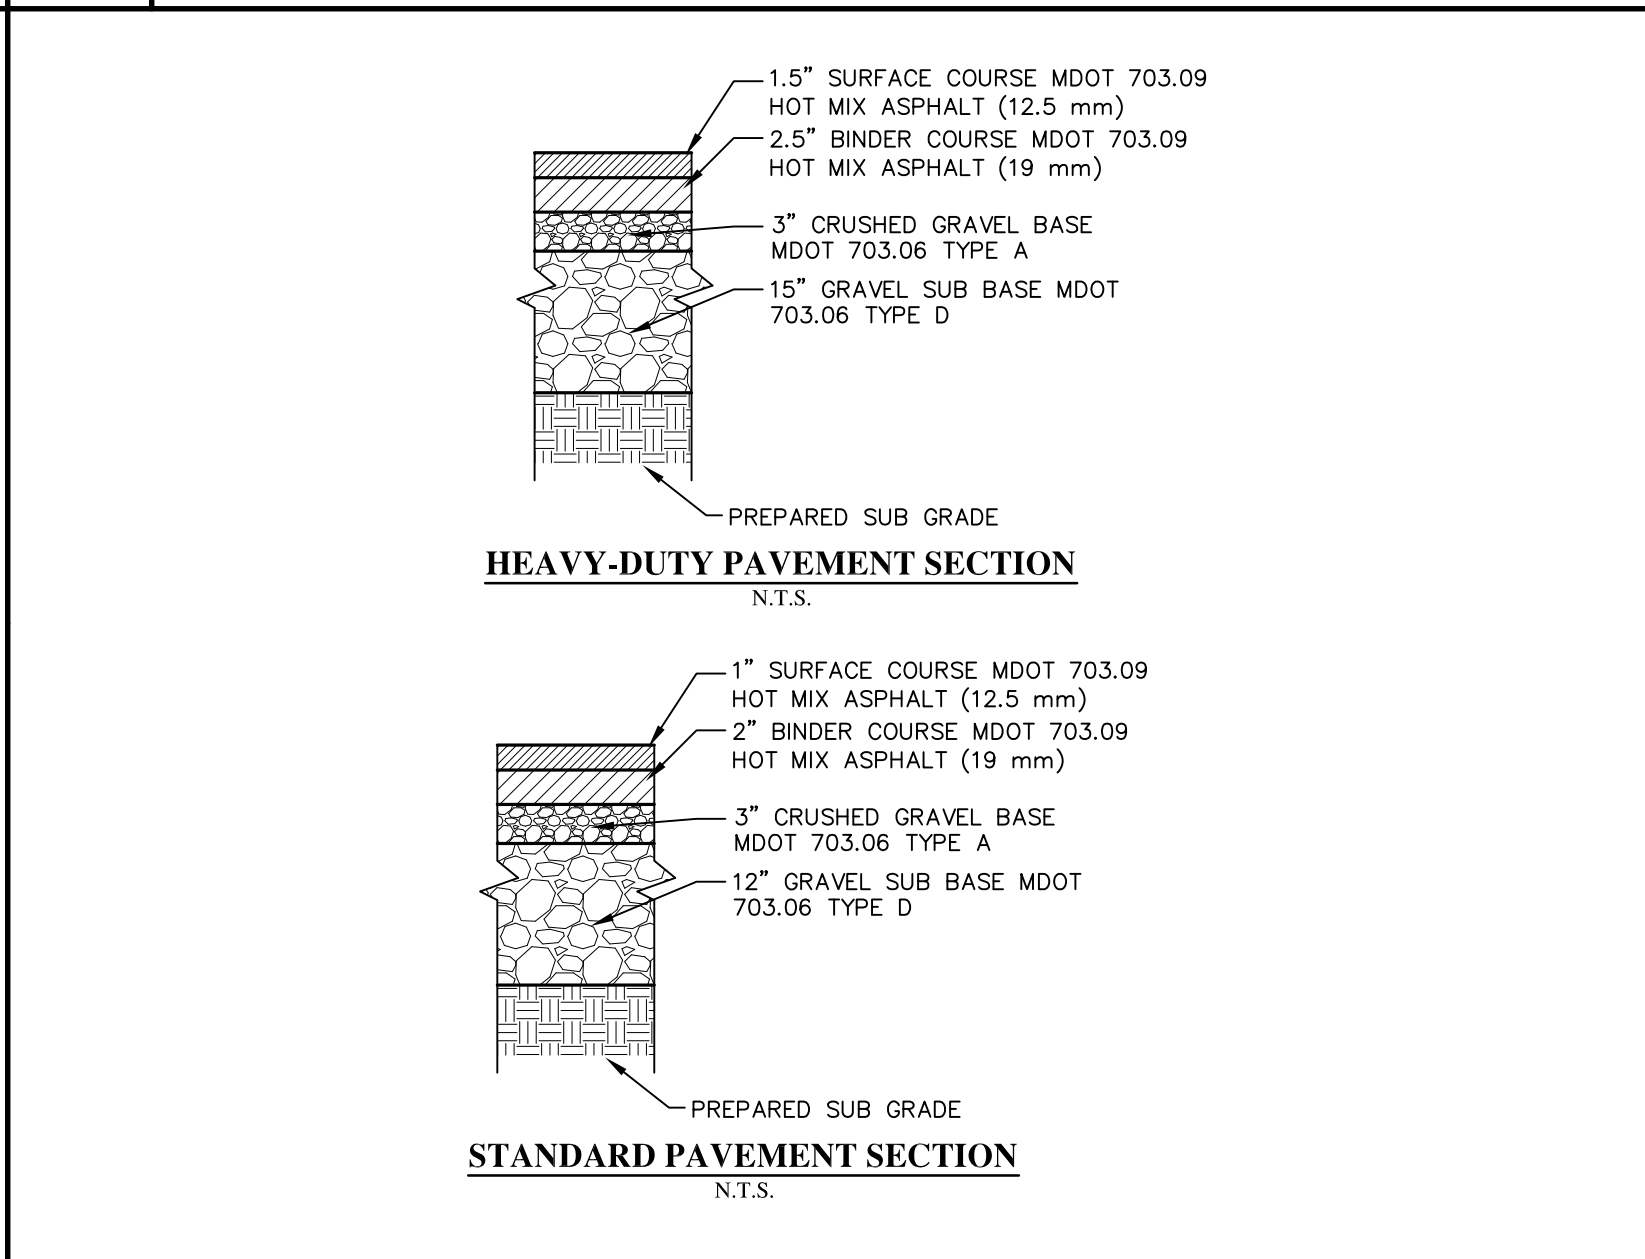 1.5” SURFACE COURSE MDOT 703.09
HOT MIX ASPHALT (12.5 mm)
2.5” BINDER COURSE MDOT 703.09
HOT MIX ASPHALT (19 mm)
3” CRUSHED GRAVEL BASE
MDOT 703.06 TYPE A
15” GRAVEL SUB BASE MDOT
703.06 TYPE D
PREPARED SUB GRADE
HEAVY-DUTY PAVEMENT SECTION
N.T.S.
1” SURFACE COURSE MDOT 703.09
HOT MIX ASPHALT (12.5 mm)
2” BINDER COURSE MDOT 703.09
HOT MIX ASPHALT (19 mm)
3” CRUSHED GRAVEL BASE
MDOT 703.06 TYPE A
12” GRAVEL SUB BASE MDOT
703.06 TYPE D
PREPARED SUB GRADE
STANDARD PAVEMENT SECTION
N.T.S.